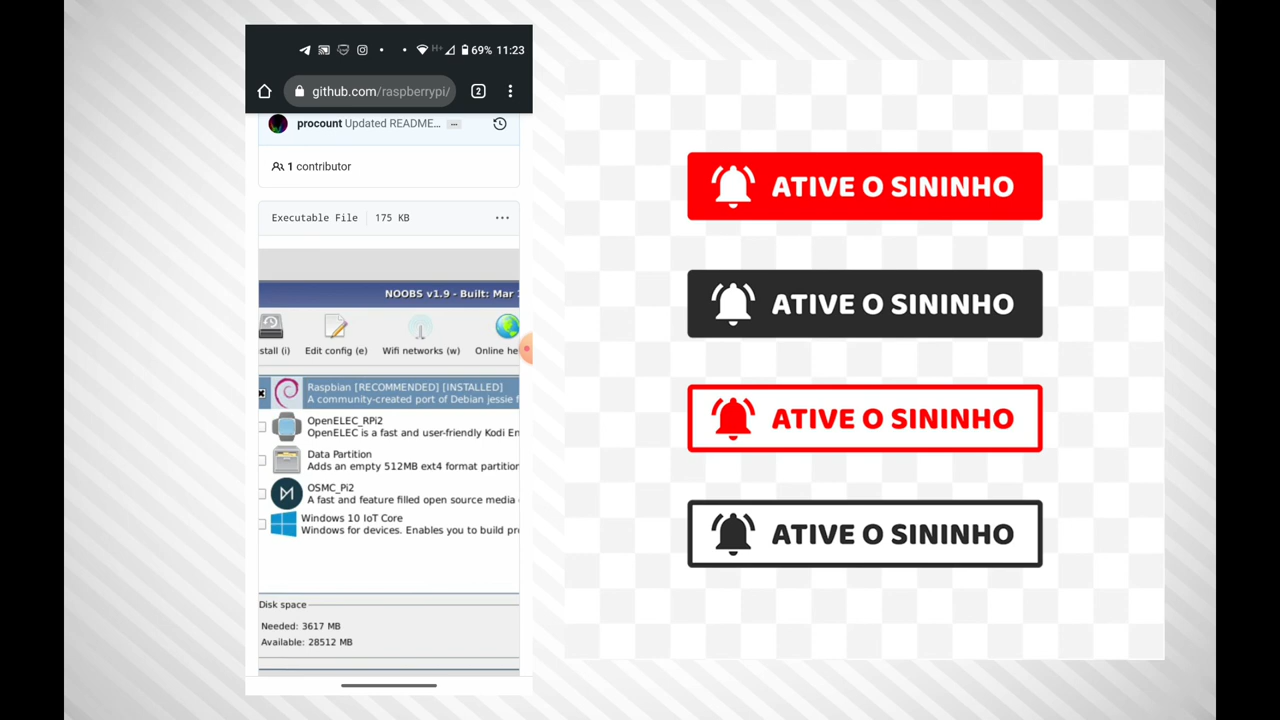 69% 11:23
github.com/raspberrypi/
2
procount Updated README...
1 contributor
Executable File 175 KB
NOOBS v1.9 - Built: Mar
stall (i) Edit config (e) Wifi networks (w) Online he
Raspbian [RECOMMENDED] [INSTALLED]
A community-created port of Debian jessie f
OpenELEC_RPi2
OpenELEC is a fast and user-friendly Kodi En
Data Partition
Adds an empty 512MB ext4 format partition
OSMC_Pi2
A fast and feature filled open source media
Windows 10 IoT Core
Windows for devices. Enables you to build pr
Disk space
Needed: 3617 MB
Available: 28512 MB
ATIVE O SININHO
ATIVE O SININHO
ATIVE O SININHO
ATIVE O SININHO